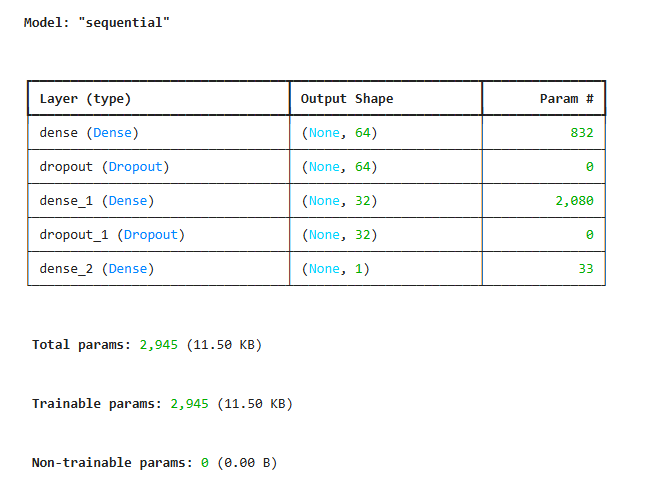 Model: "sequential"
Layer (type) Output Shape Param #
dense (Dense) (None, 64) 832
dropout (Dropout) (None, 64) 0
dense_1 (Dense) (None, 32) 2,080
dropout_1 (Dropout) (None, 32) 0
dense_2 (Dense) (None, 1) 33
Total params: 2,945 (11.50 KB)
Trainable params: 2,945 (11.50 KB)
Non-trainable params: 0 (0.00 B)